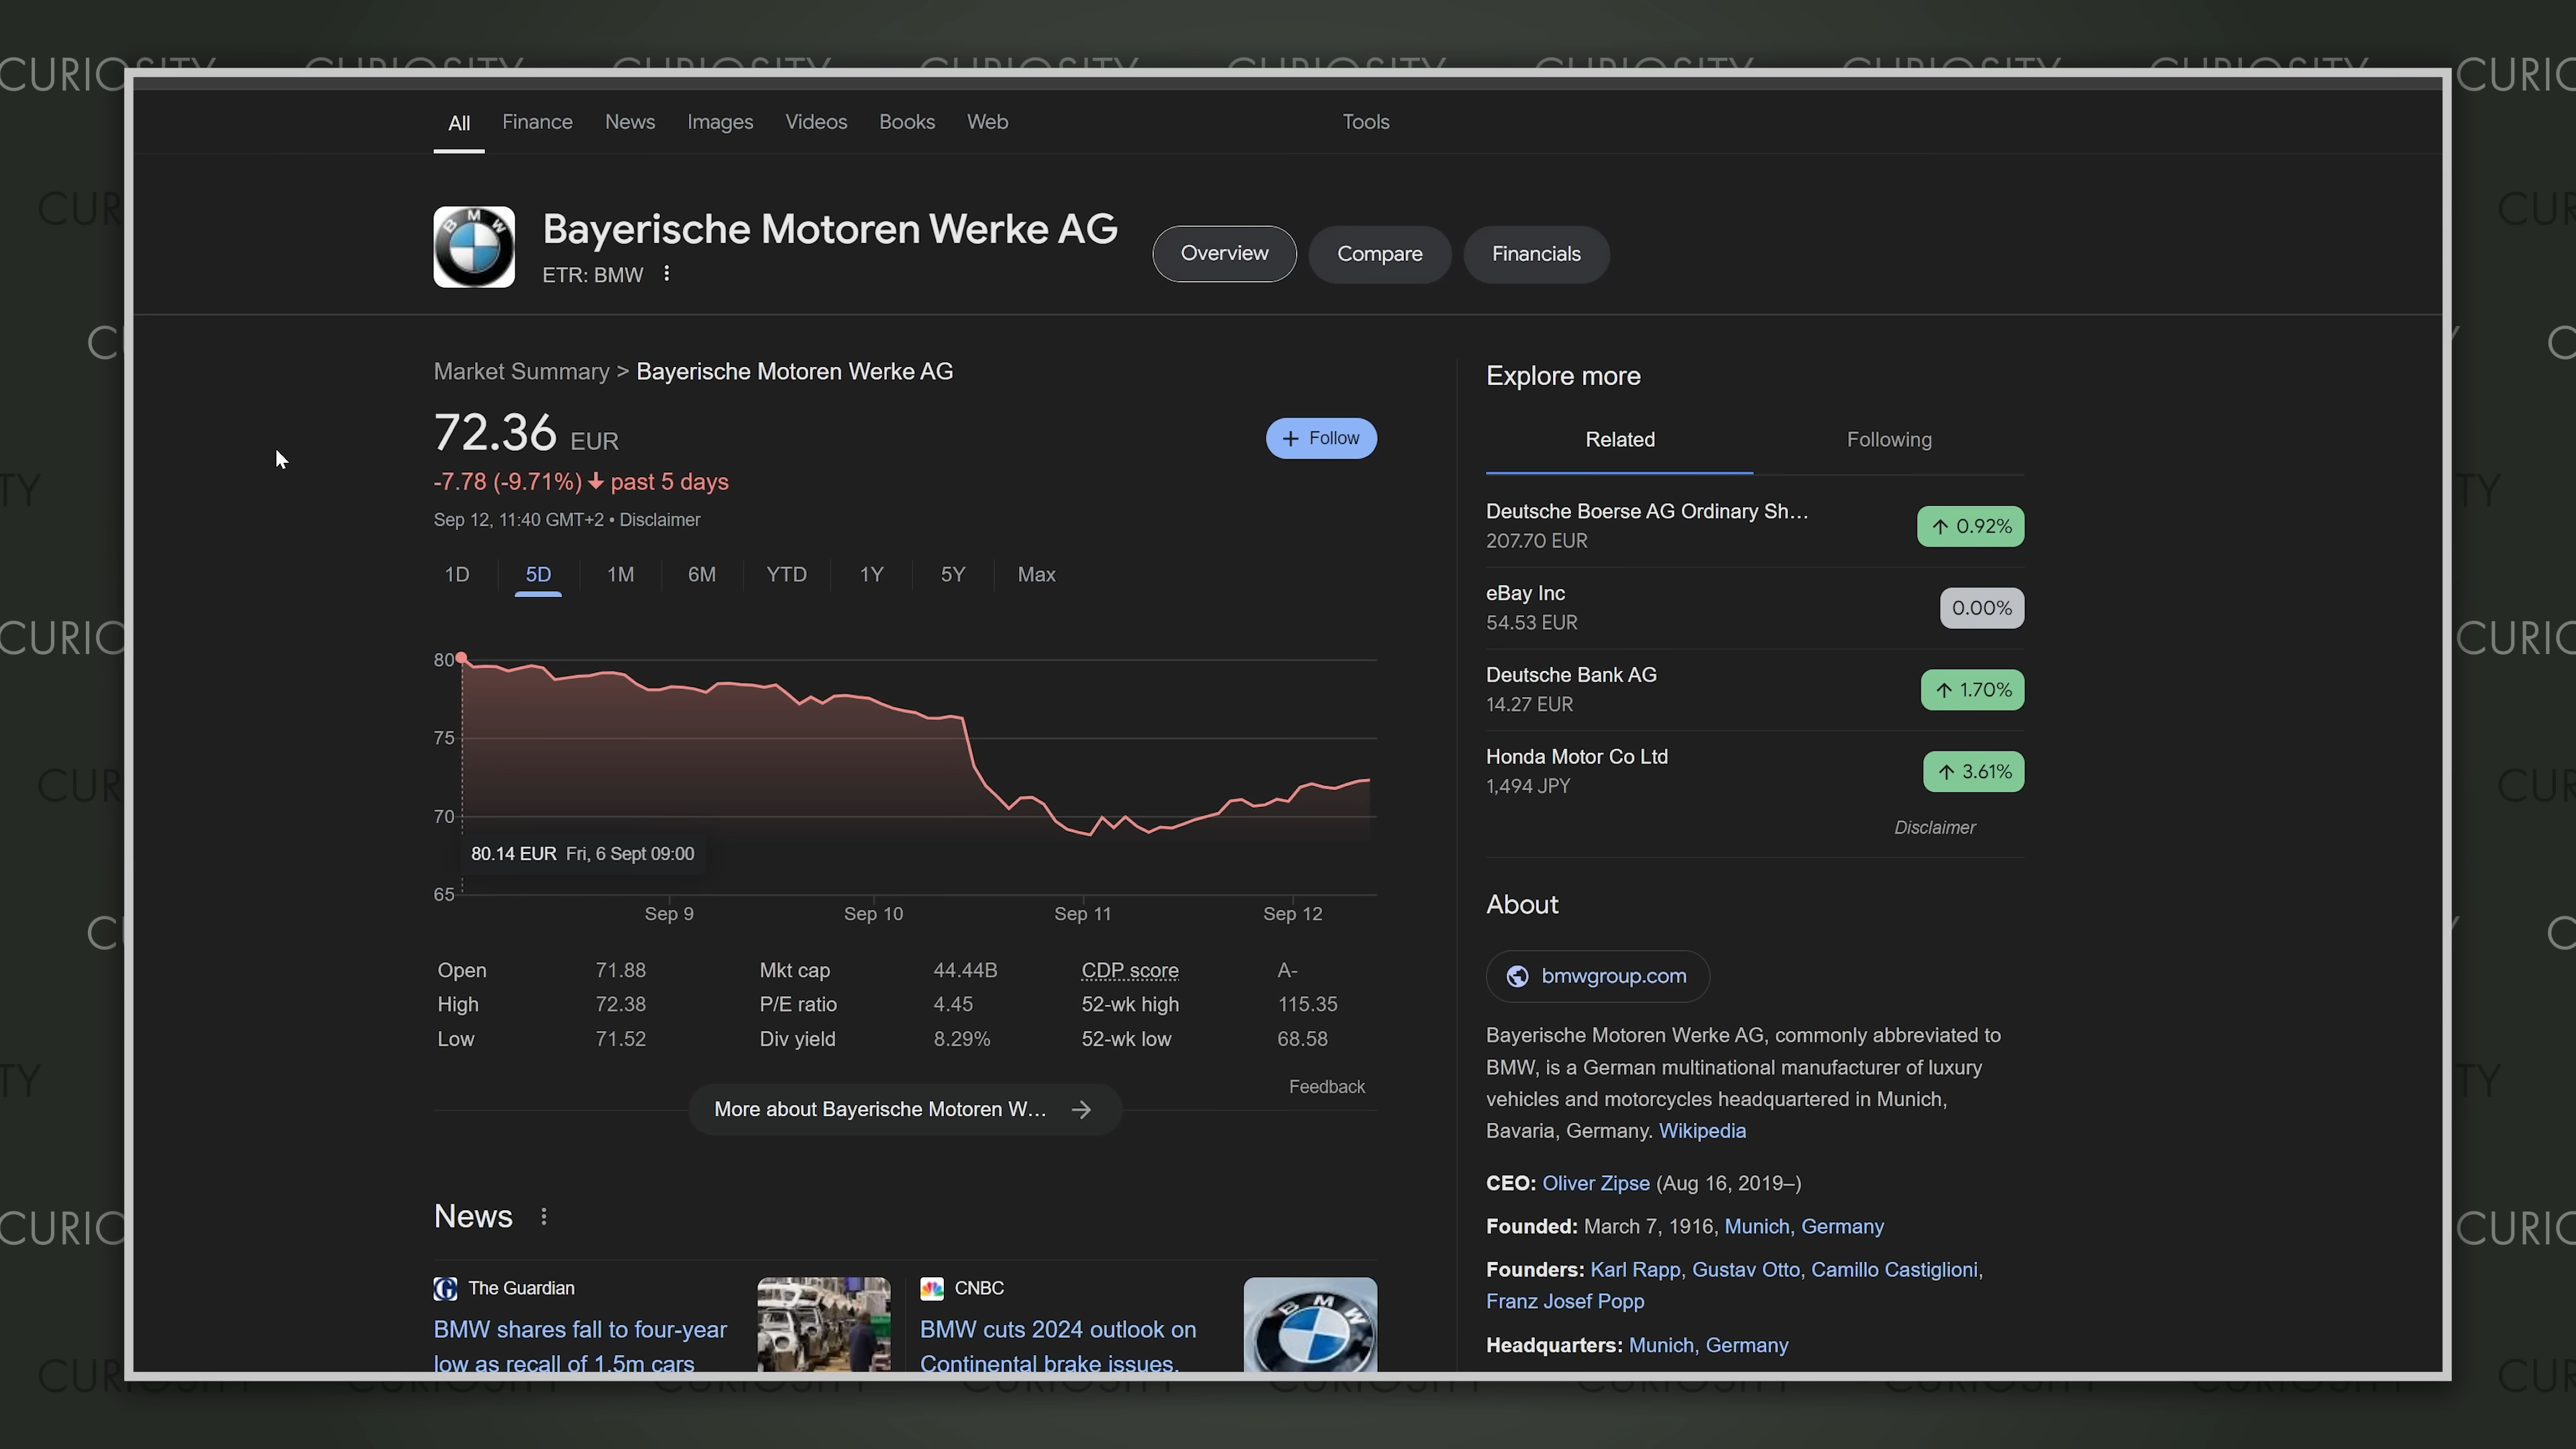 CURIOSITY CURIOSITY CURIOSITY CURIOSITY CURIOSITY CURIOSITY CURIOSITY CURIOSITY
All Finance News Images Videos Books Web Tools
Bayerische Motoren Werke AG
ETR: BMW
Overview Compare Financials
Market Summary > Bayerische Motoren Werke AG
72.36 EUR
+ Follow
-7.78 (-9.71%) past 5 days
Sep 12, 11:40 GMT+2 • Disclaimer
1D 5D 1M 6M YTD 1Y 5Y Max
80
75
70
65
80.14 EUR Fri, 6 Sept 09:00
Sep 9 Sep 10 Sep 11 Sep 12
Open 71.88 Mkt cap 44.44B CDP score A-
High 72.38 P/E ratio 4.45 52-wk high 115.35
Low 71.52 Div yield 8.29% 52-wk low 68.58
Feedback
More about Bayerische Motoren W...
News
The Guardian
BMW shares fall to four-year
low as recall of 1.5m cars
CNBC
BMW cuts 2024 outlook on
Continental brake issues,
Explore more
Related Following
Deutsche Boerse AG Ordinary Sh...
207.70 EUR
0.92%
eBay Inc
54.53 EUR
0.00%
Deutsche Bank AG
14.27 EUR
1.70%
Honda Motor Co Ltd
1,494 JPY
3.61%
Disclaimer
About
bmwgroup.com
Bayerische Motoren Werke AG, commonly abbreviated to
BMW, is a German multinational manufacturer of luxury
vehicles and motorcycles headquartered in Munich,
Bavaria, Germany. Wikipedia
CEO: Oliver Zipse (Aug 16, 2019–)
Founded: March 7, 1916, Munich, Germany
Founders: Karl Rapp, Gustav Otto, Camillo Castiglioni,
Franz Josef Popp
Headquarters: Munich, Germany